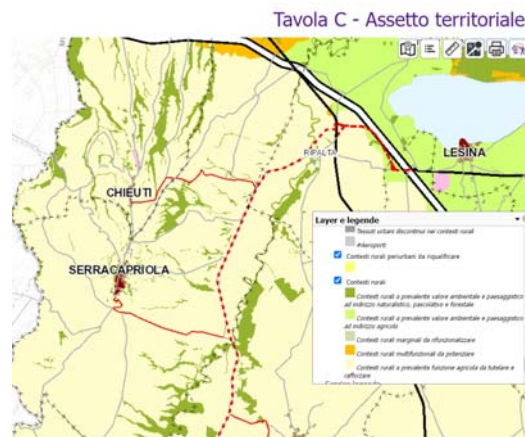 Tavola C - Assetto territoriale
RIPALTA
LESINA
CHIEUTI
SERRACAPRIOLA
Layer e legende
Tessuti urbani discontinui nei contesti rurali
Aeroporti
Contesti rurali periurbani da riqualificare
Contesti rurali
Contesti rurali a prevalente valore ambientale e paesaggistico
ad indirizzo naturalistico, pascolativo e forestale
Contesti rurali a prevalente valore ambientale e paesaggistico
ad indirizzo agricolo
Contesti rurali marginali da rifunzionalizzare
Contesti rurali multifunzionali da potenziare
Contesti rurali a prevalente funzione agricola da tutelare e
rafforzare